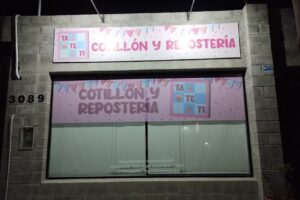 TA
TE
TI
COTILLÓN Y REPOSTERÍA
3089
COTILLÓN Y
REPOSTERÍA
TA
TE
TI